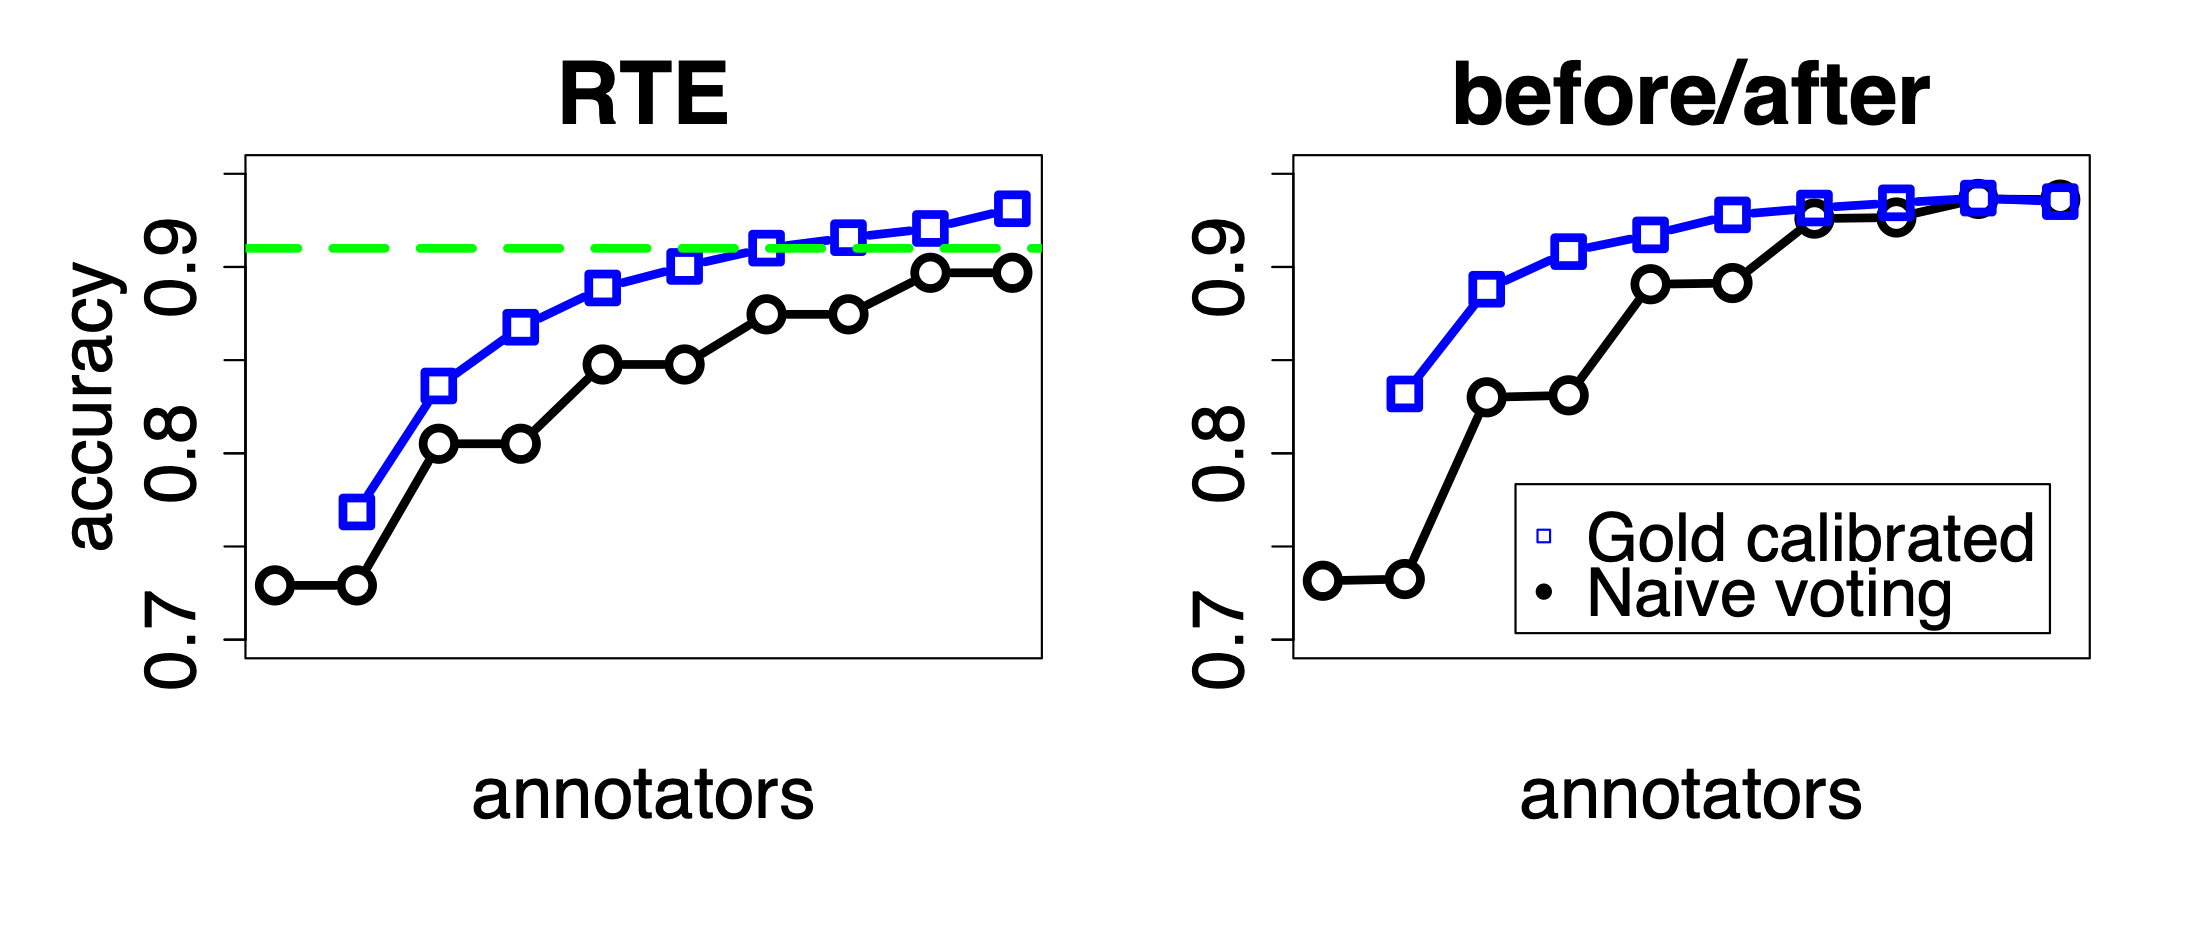 RTE
accuracy
0.9
0.8
0.7
annotators
before/after
0.9
0.8
0.7
Gold calibrated
Naive voting
annotators